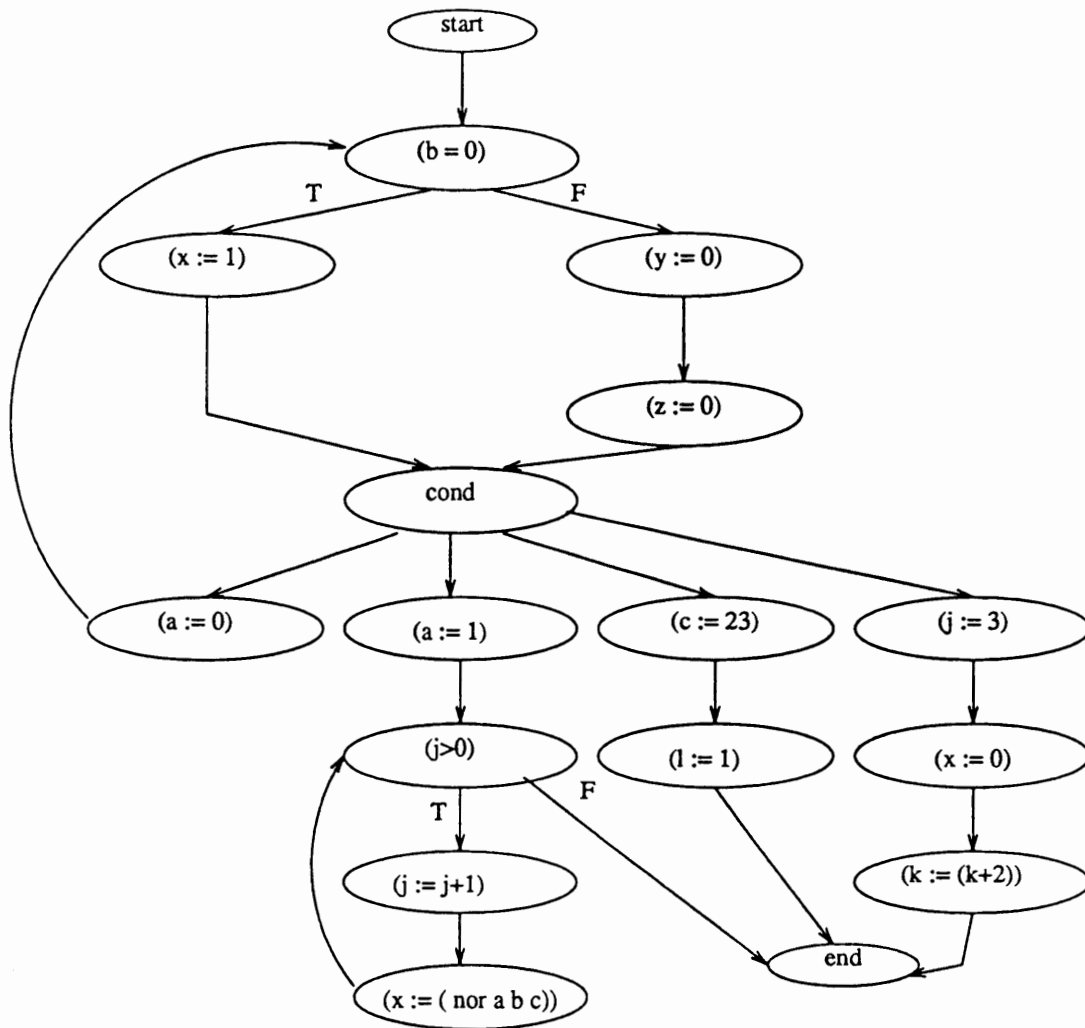 start
(b = 0)
T
F
(x := 1)
(y := 0)
(z := 0)
cond
(a := 0)
(a := 1)
(c := 23)
(j := 3)
(j>0)
(l := 1)
(x := 0)
T
F
(j := j+1)
(k := (k+2))
end
(x := ( nor a b c))